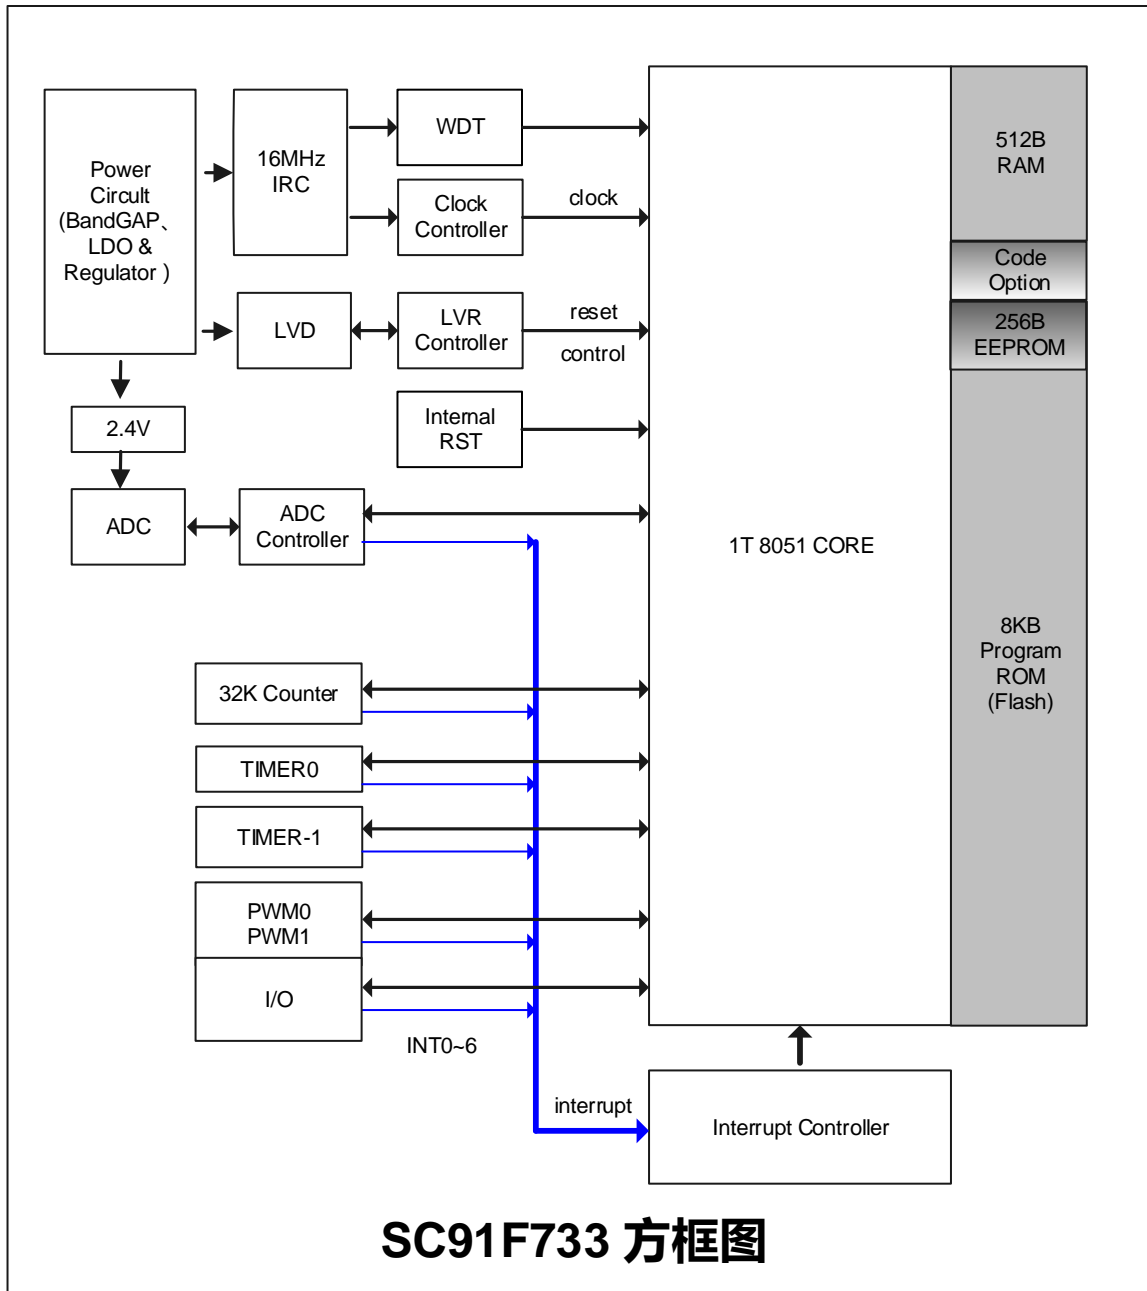 Power
Circuit
(BandGAP、
LDO &
Regulator )
16MHz
IRC
WDT
Clock
Controller
clock
LVD
LVR
Controller
reset
control
Internal
RST
2.4V
ADC
ADC
Controller
32K Counter
TIMER0
TIMER-1
PWM0
PWM1
I/O
INT0~6
interrupt
Interrupt Controller
1T 8051 CORE
512B
RAM
Code
Option
256B
EEPROM
8KB
Program
ROM
(Flash)
SC91F733 方框图